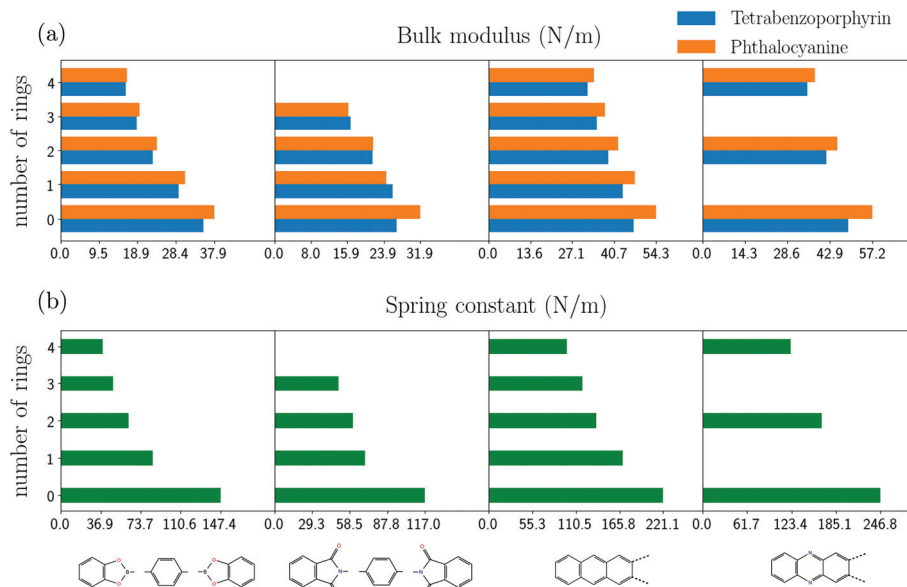 (a)
Bulk modulus (N/m)
Tetrabenzoporphyrin
Phthalocyanine
number of rings
4
3
2
1
0
0.0 9.5 18.9 28.4 37.9
0.0 8.0 15.9 23.9 31.9
0.0 13.6 27.1 40.7 54.3
0.0 14.3 28.6 42.9 57.2
(b)
Spring constant (N/m)
number of rings
4
3
2
1
0
0.0 36.9 73.7 110.6 147.4
0.0 29.3 58.5 87.8 117.0
0.0 55.3 110.5 165.8 221.1
0.0 61.7 123.4 185.1 246.8
O B O
O B O
O N
O N
N N